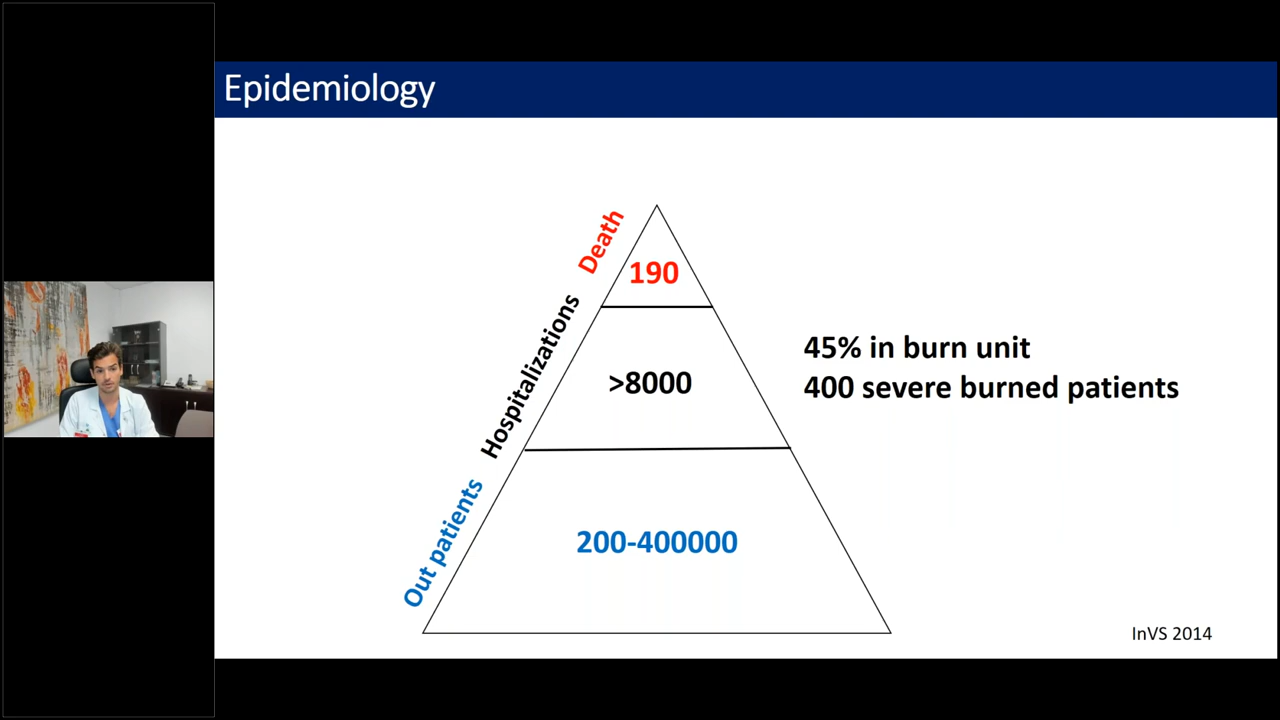 Epidemiology
Death
190
Hospitalizations
>8000
45% in burn unit
400 severe burned patients
Out patients
200-400000
InVS 2014